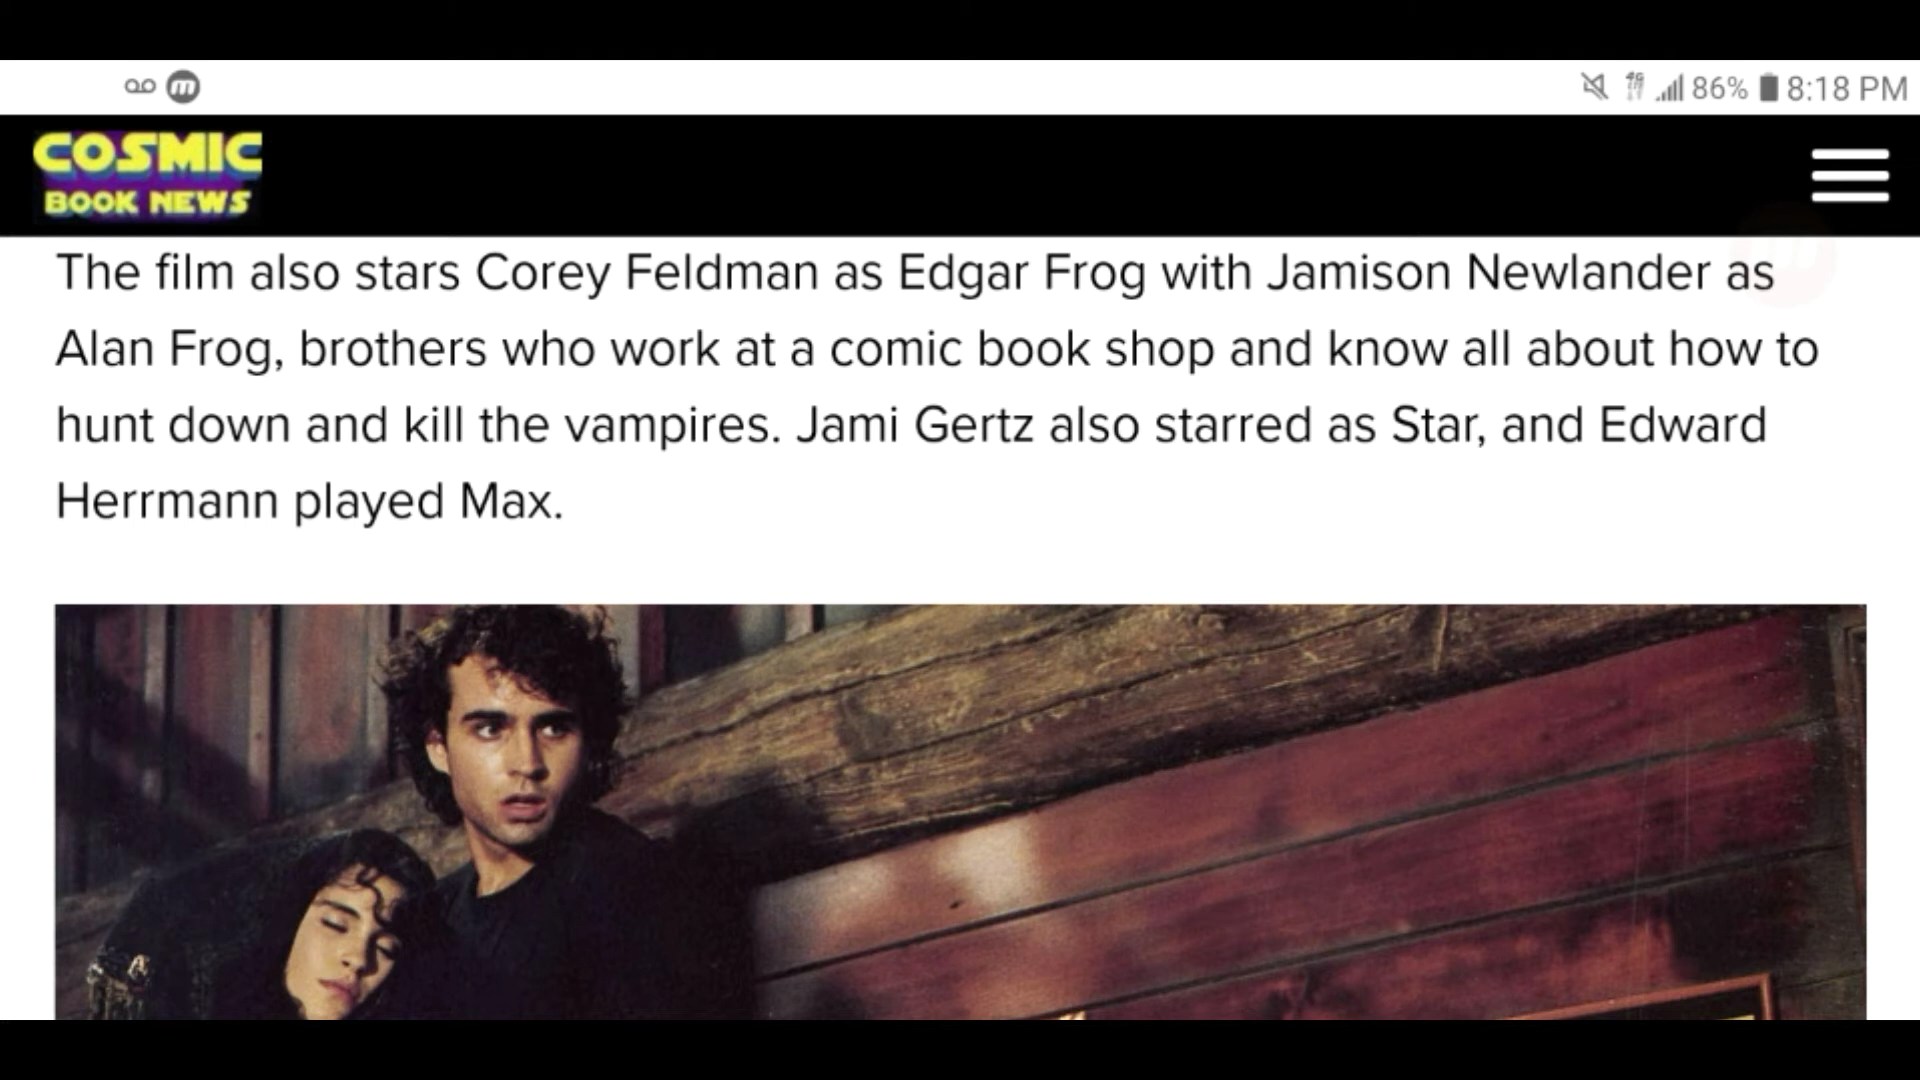 86% 8:18 PM
COSMIC
BOOK NEWS
The film also stars Corey Feldman as Edgar Frog with Jamison Newlander as
Alan Frog, brothers who work at a comic book shop and know all about how to
hunt down and kill the vampires. Jami Gertz also starred as Star, and Edward
Herrmann played Max.